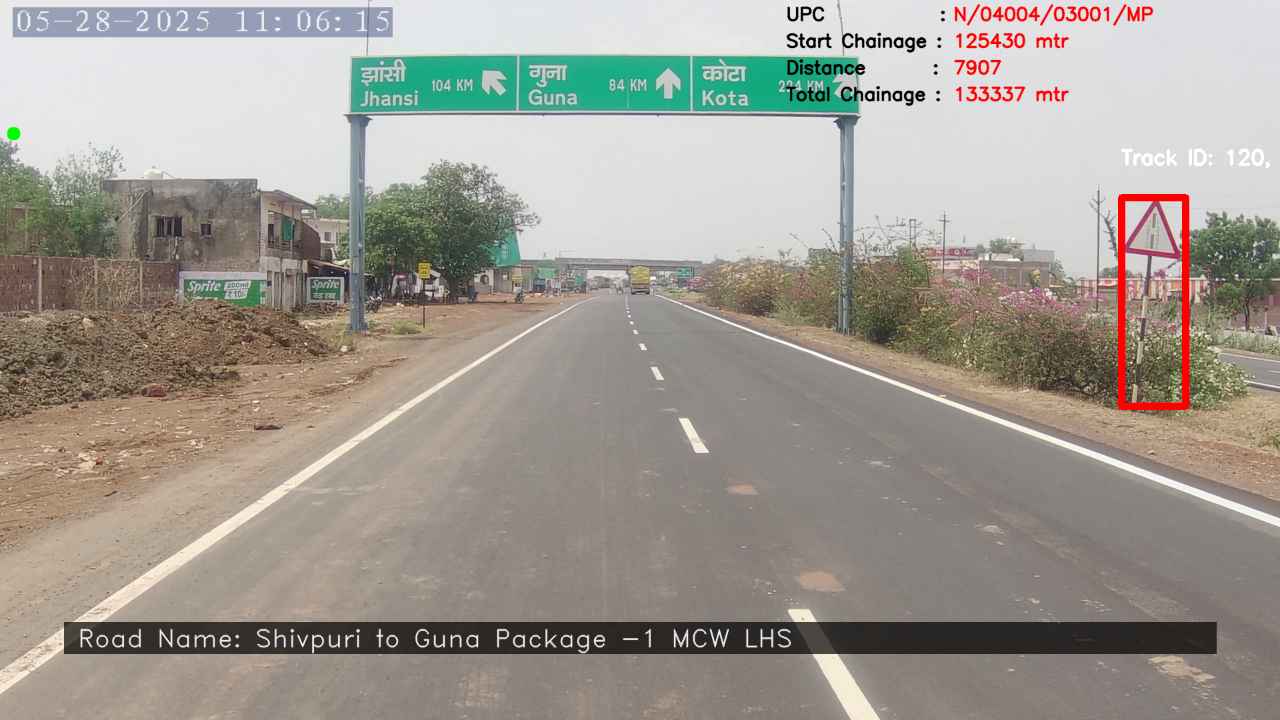 05-28-2025 11:06:15
UPC : N/04004/03001/MP
Start Chainage : 125430 mtr
Distance : 7907
Total Chainage : 133337 mtr
झांसी 104 KM
Jhansi
गुना 84 KM
Guna
कोटा KM
Kota
Track ID: 120,
Sprite
Sprite
Road Name: Shivpuri to Guna Package -1 MCW LHS